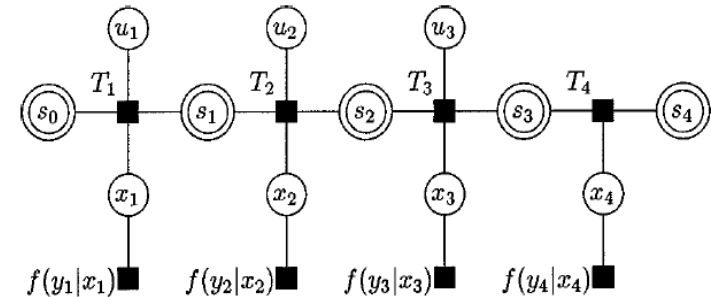 u₁ u₂ u₃
T₁ T₂ T₃ T₄
s₀ s₁ s₂ s₃ s₄
x₁ x₂ x₃ x₄
f(y₁|x₁) f(y₂|x₂) f(y₃|x₃) f(y₄|x₄)